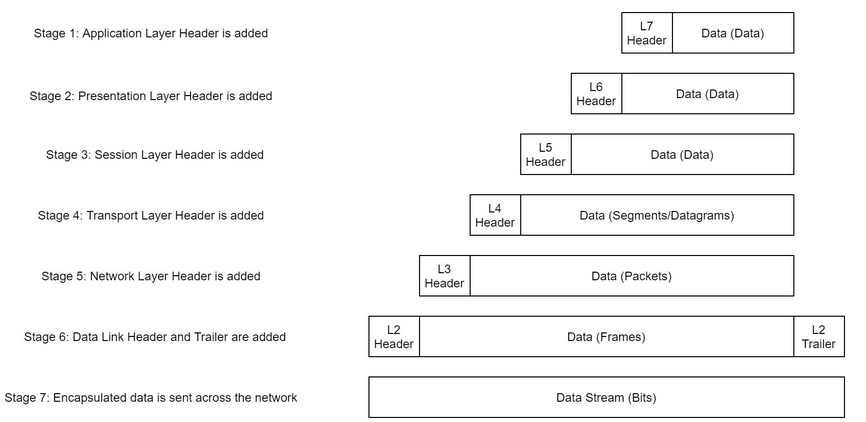 Stage 1: Application Layer Header is added
L7
Header
Data (Data)
Stage 2: Presentation Layer Header is added
L6
Header
Data (Data)
Stage 3: Session Layer Header is added
L5
Header
Data (Data)
Stage 4: Transport Layer Header is added
L4
Header
Data (Segments/Datagrams)
Stage 5: Network Layer Header is added
L3
Header
Data (Packets)
Stage 6: Data Link Header and Trailer are added
L2
Header
Data (Frames)
L2
Trailer
Stage 7: Encapsulated data is sent across the network
Data Stream (Bits)